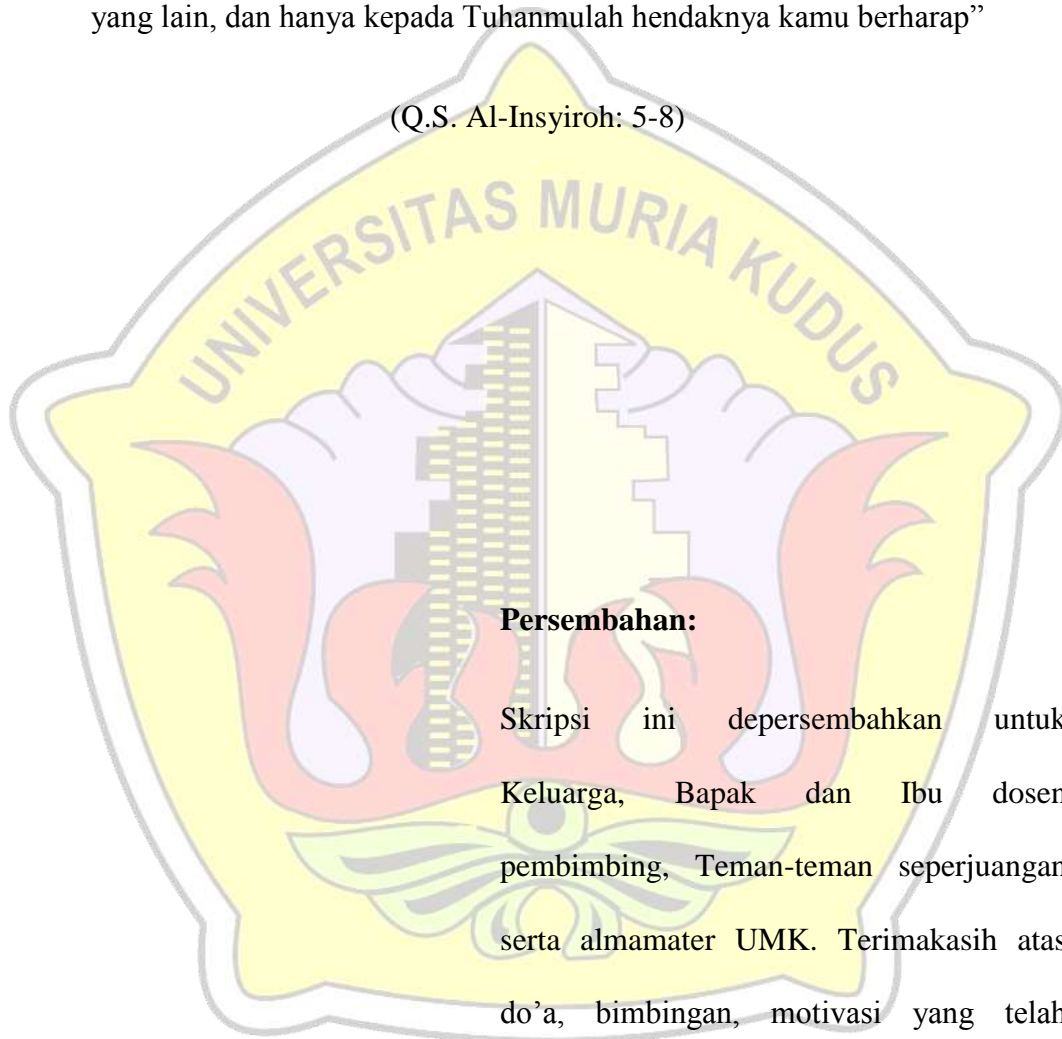 yang lain, dan hanya kepada Tuhanmulah hendaknya kamu berharap”
(Q.S. Al-Insyiroh: 5-8)
UNIVERSITAS MURIA KUDUS
Persembahan:
Skripsi ini depersembahkan untuk
Keluarga, Bapak dan Ibu dosen
pembimbing, Teman-teman seperjuangan
serta almamater UMK. Terimakasih atas
do’a, bimbingan, motivasi yang telah